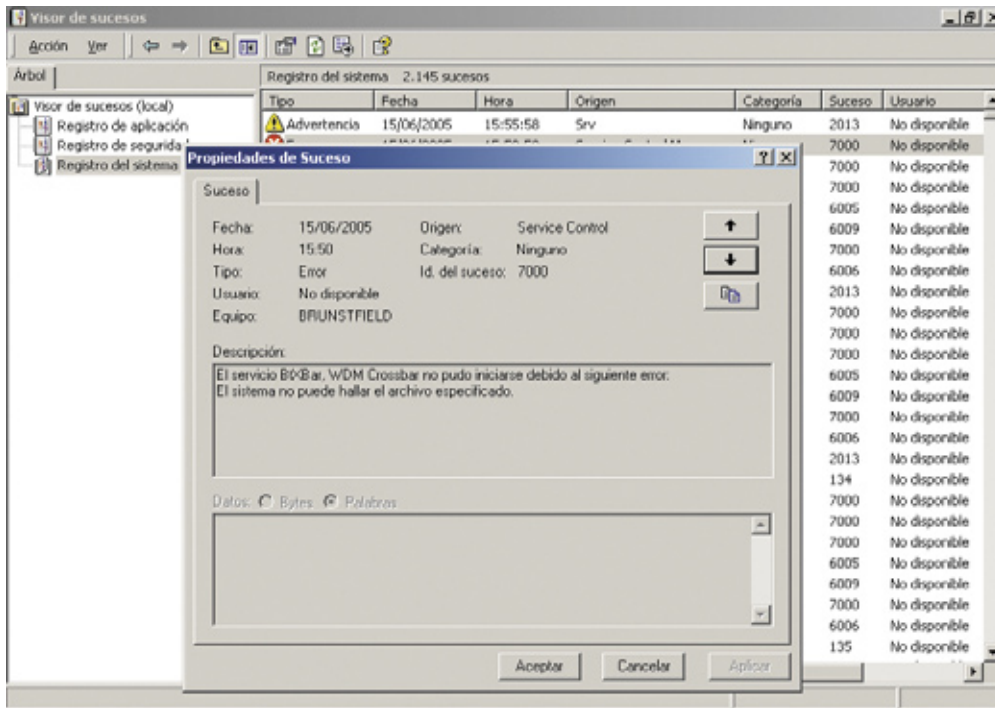 Visor de sucesos
Acción Ver
Árbol
Registro del sistema 2.145 sucesos
Visor de sucesos (local)
Registro de aplicación
Registro de segurida
Registro del sistema
Tipo Fecha Hora Origen Categoría Suceso Usuario
Advertencia 15/06/2005 15:55:58 Srv Ninguno 2013 No disponible
7000 No disponible
7000 No disponible
7000 No disponible
6005 No disponible
6009 No disponible
7000 No disponible
6006 No disponible
2013 No disponible
7000 No disponible
7000 No disponible
7000 No disponible
6005 No disponible
6009 No disponible
7000 No disponible
6006 No disponible
2013 No disponible
134 No disponible
7000 No disponible
7000 No disponible
7000 No disponible
6005 No disponible
6009 No disponible
7000 No disponible
6006 No disponible
135 No disponible
Propiedades de Suceso
Suceso
Fecha: 15/06/2005 Origen: Service Control
Hora: 15:50 Categoría: Ninguno
Tipo: Error Id. del suceso: 7000
Usuario: No disponible
Equipo: BRUNSTFIELD
Descripción:
El servicio BtXBar, WDM Crossbar no pudo iniciarse debido al siguiente error:
El sistema no puede hallar el archivo especificado.
Datos: Bytes Palabras
Aceptar Cancelar Aplicar